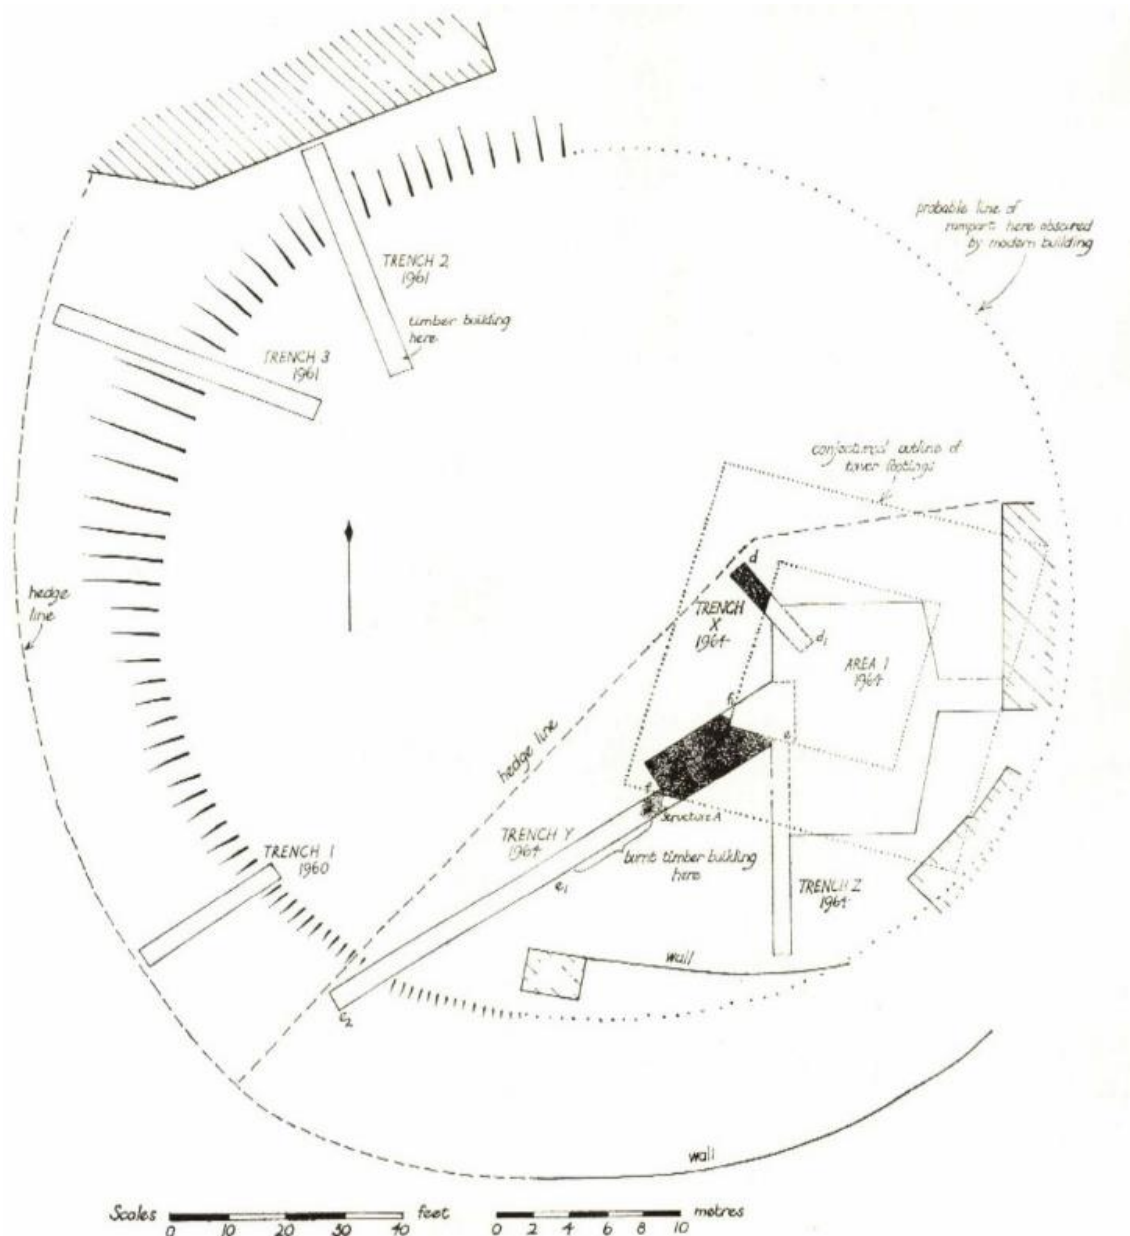 probable line of
rampart here obscured
by modern building
TRENCH 2
1961
timber building
here
TRENCH 3
1961
conjectural outline of
tower footings
hedge
line
d
TRENCH
X
1964
d1
AREA 1
1964
hedge line
e
f
Structure A
TRENCH Y
1964
burnt timber building
here
e1
TRENCH 1
1960
TRENCH Z
1964
wall
e2
wall
Scales
0 10 20 30 40
feet
0 2 4 6 8 10
metres